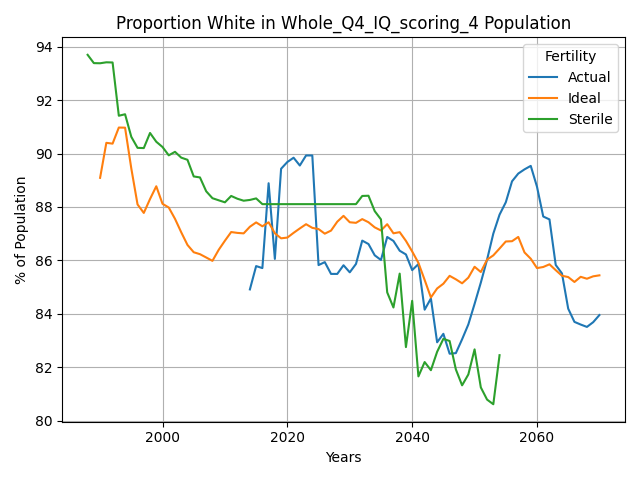 Proportion White in Whole_Q4_IQ_scoring_4 Population
Fertility
Actual
Ideal
Sterile
% of Population
94
92
90
88
86
84
82
80
2000
2020
2040
2060
Years